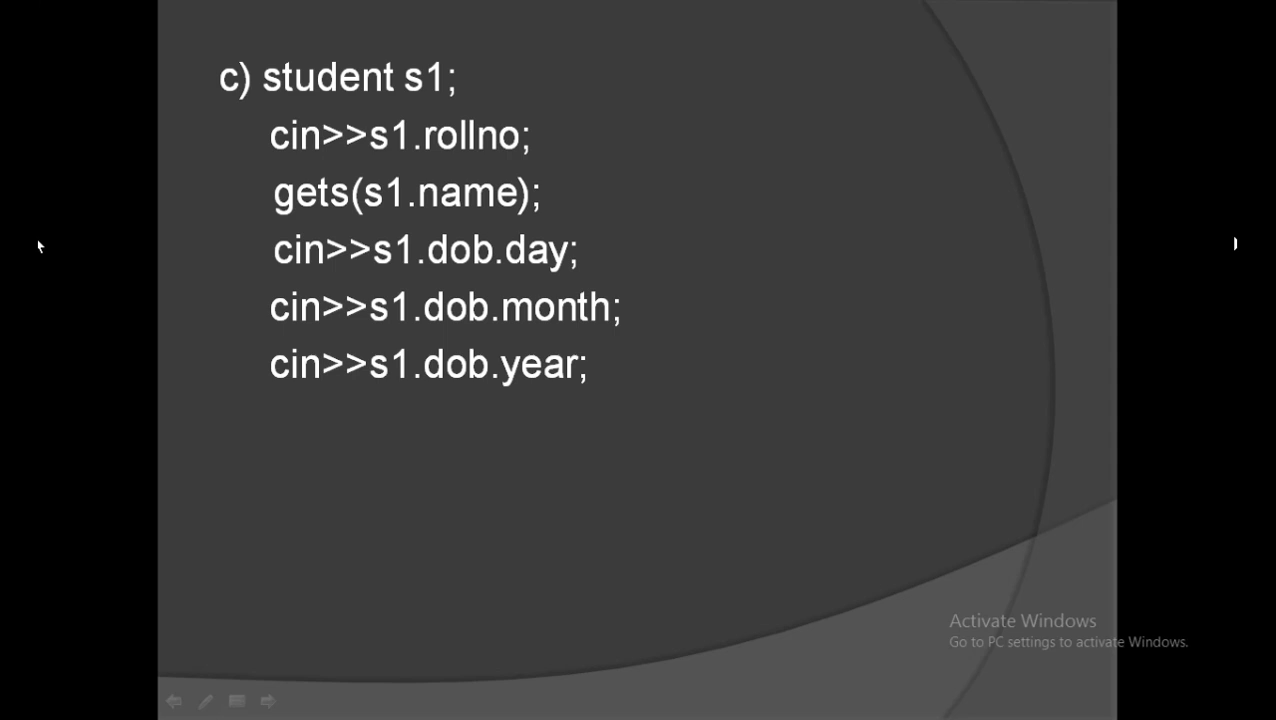 c) student s1;
cin>>s1.rollno;
gets(s1.name);
cin>>s1.dob.day;
cin>>s1.dob.month;
cin>>s1.dob.year;
Activate Windows
Go to PC settings to activate Windows.